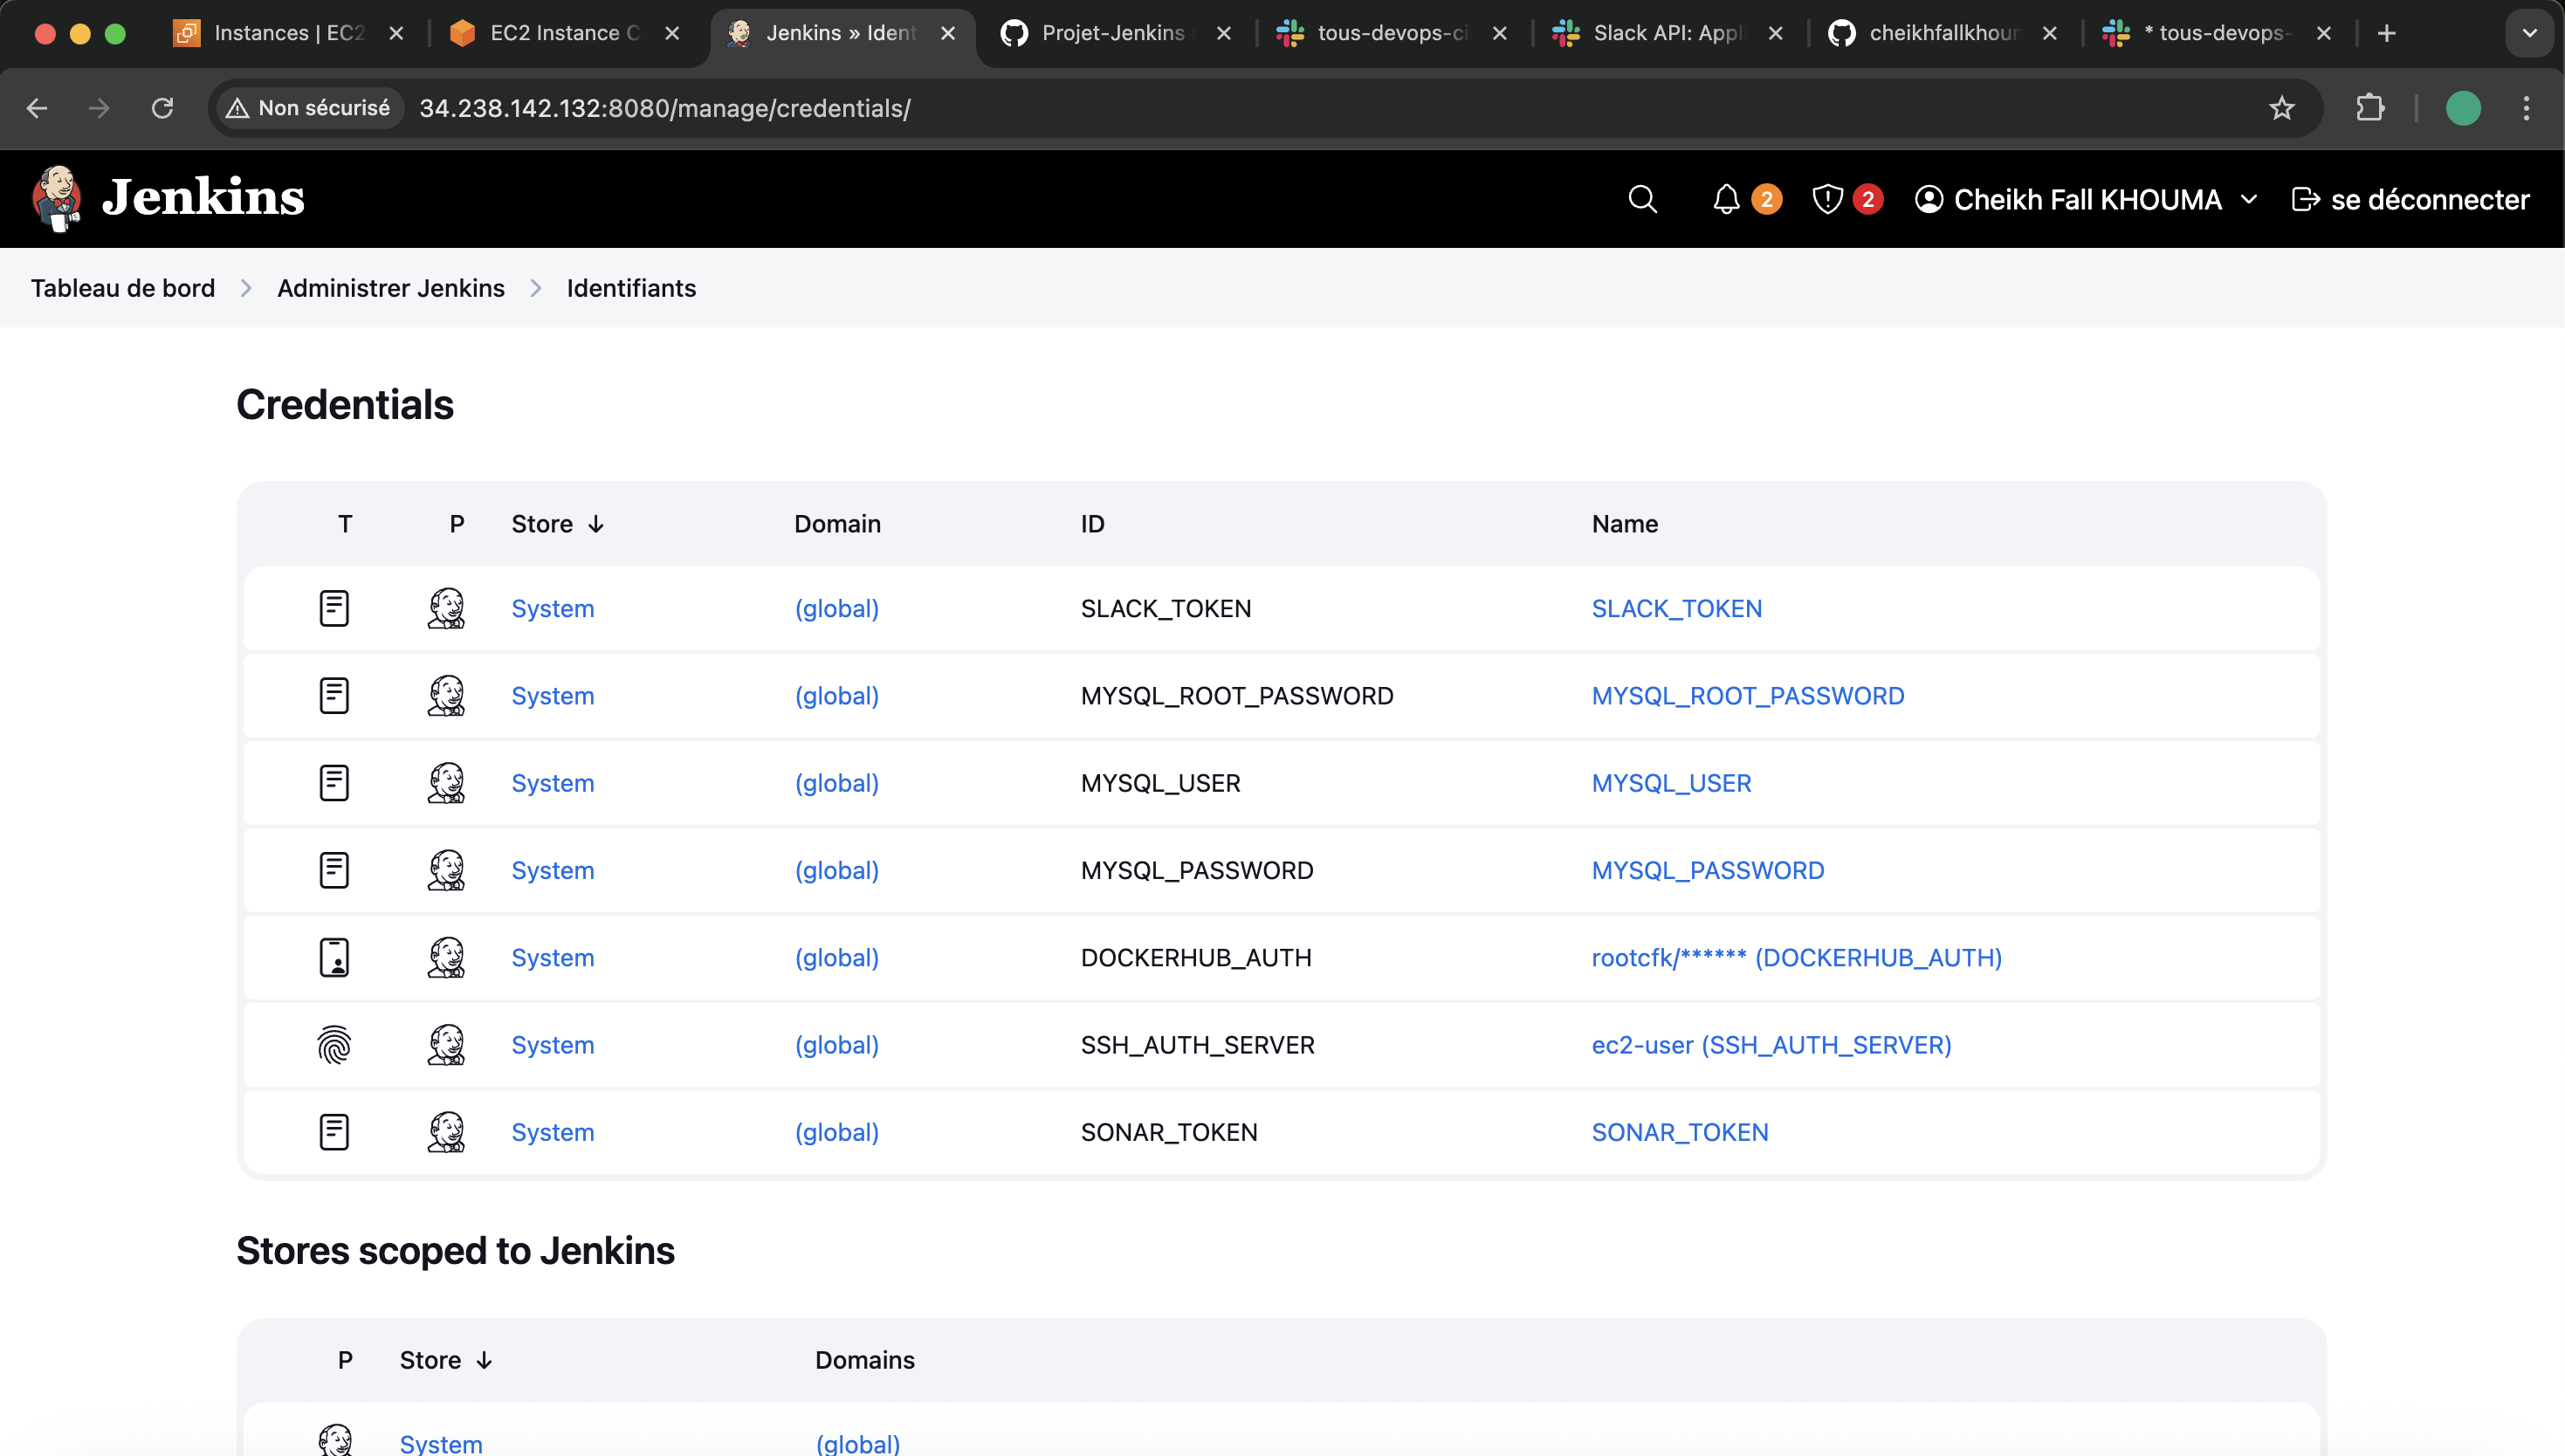 Instances | EC2
EC2 Instance C
Jenkins » Ident
Projet-Jenkins
tous-devops-ci
Slack API: Appli
cheikhfallkhour
* tous-devops-
Non sécurisé
34.238.142.132:8080/manage/credentials/
Jenkins
2
2
Cheikh Fall KHOUMA
se déconnecter
Tableau de bord
Administrer Jenkins
Identifiants
Credentials
T P Store ↓ Domain ID Name
System (global) SLACK_TOKEN SLACK_TOKEN
System (global) MYSQL_ROOT_PASSWORD MYSQL_ROOT_PASSWORD
System (global) MYSQL_USER MYSQL_USER
System (global) MYSQL_PASSWORD MYSQL_PASSWORD
System (global) DOCKERHUB_AUTH rootcfk/****** (DOCKERHUB_AUTH)
System (global) SSH_AUTH_SERVER ec2-user (SSH_AUTH_SERVER)
System (global) SONAR_TOKEN SONAR_TOKEN
Stores scoped to Jenkins
P Store ↓ Domains
System (global)